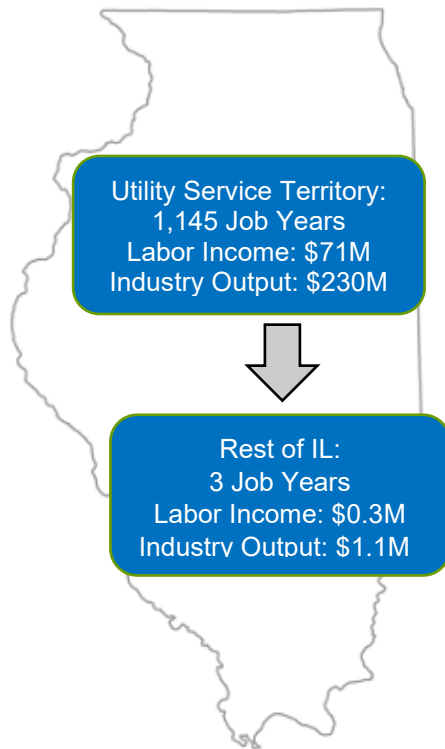 Utility Service Territory:
1,145 Job Years
Labor Income: $71M
Industry Output: $230M
Rest of IL:
3 Job Years
Labor Income: $0.3M
Industry Output: $1.1M